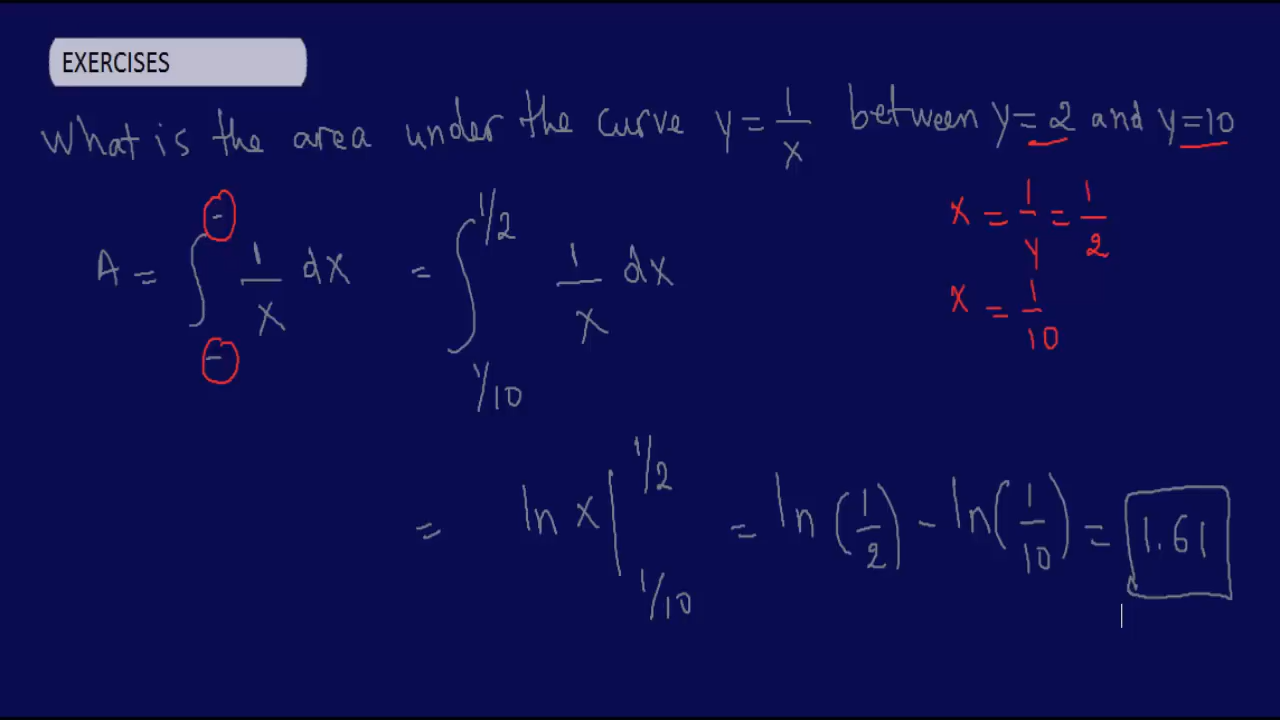 EXERCISES
What is the area under the curve y = 1/x between y = 2 and y = 10
x = 1/y = 1/2
A = ∫_-^- 1/x dx = ∫_{1/10}^{1/2} 1/x dx
x = 1/10
= ln x |_{1/10}^{1/2} = ln(1/2) - ln(1/10) = 1.61